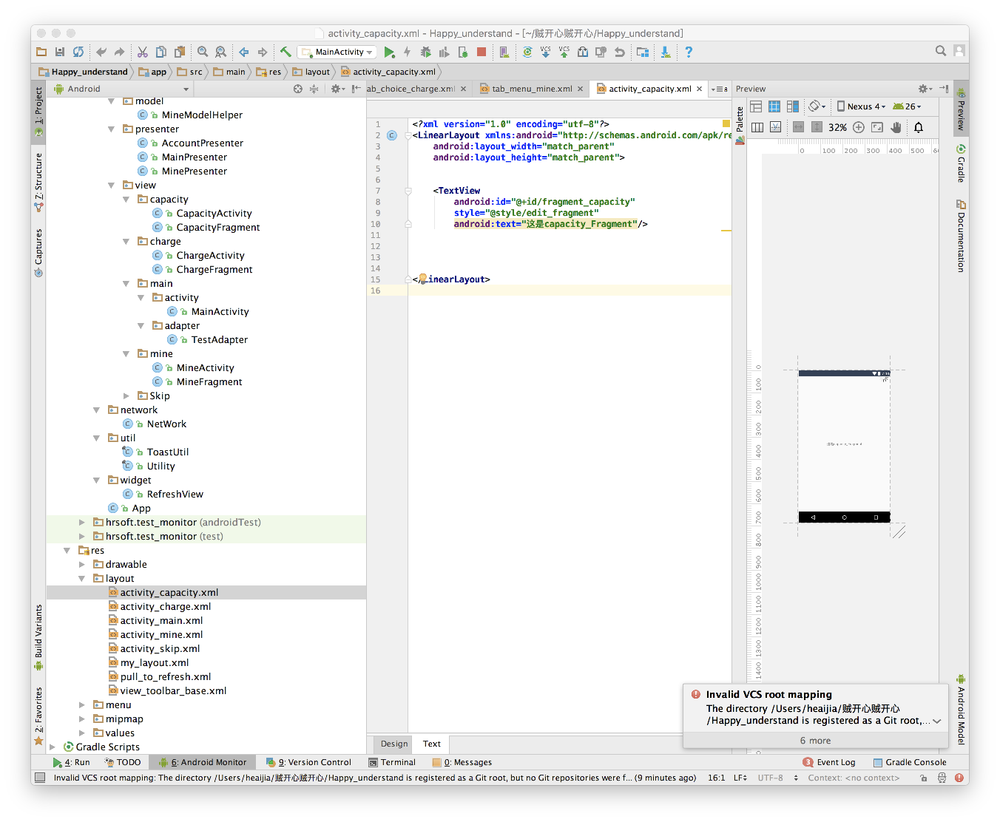 activity_capacity.xml - Happy_understand - [~/贼开心贼开心/Happy_understand]
MainActivity
VCS
VCS
?
Happy_understand
app
src
main
res
layout
activity_capacity.xml
Android
ab_choice_charge.xml
tab_menu_mine.xml
activity_capacity.xml
8
Preview
1: Project
Z: Structure
Captures
Build Variants
2: Favorites
model
MineModelHelper
presenter
AccountPresenter
MainPresenter
MinePresenter
view
capacity
CapacityActivity
CapacityFragment
charge
ChargeActivity
ChargeFragment
main
activity
MainActivity
adapter
TestAdapter
mine
MineActivity
MineFragment
Skip
network
NetWork
util
ToastUtil
Utility
widget
RefreshView
App
hrsoft.test_monitor (androidTest)
hrsoft.test_monitor (test)
res
drawable
layout
activity_capacity.xml
activity_charge.xml
activity_main.xml
activity_mine.xml
activity_skip.xml
my_layout.xml
pull_to_refresh.xml
view_toolbar_base.xml
menu
mipmap
values
Gradle Scripts
1 <?xml version="1.0" encoding="utf-8"?>
2 <LinearLayout xmlns:android="http://schemas.android.com/apk/re
3 android:layout_width="match_parent"
4 android:layout_height="match_parent">
5
6
7 <TextView
8 android:id="@+id/fragment_capacity"
9 style="@style/edit_fragment"
10 android:text="这是capacity_Fragment"/>
11
12
13
14
15 </LinearLayout>
16
Design
Text
Palette
Nexus 4
26
32%
0 100 200 300 400 500 6
0
100
200
300
400
500
600
700
800
900
1000
1100
1200
1300
1400
Preview
Gradle
Documentation
Android Model
Invalid VCS root mapping
The directory /Users/heaijia/贼开心贼开心
/Happy_understand is registered as a Git root,...
6 more
4: Run
TODO
6: Android Monitor
9: Version Control
Terminal
0: Messages
3 Event Log
Gradle Console
Invalid VCS root mapping: The directory /Users/heaijia/贼开心贼开心/Happy_understand is registered as a Git root, but no Git repositories were f... (9 minutes ago)
16:1
LF
UTF-8
Context: <no context>